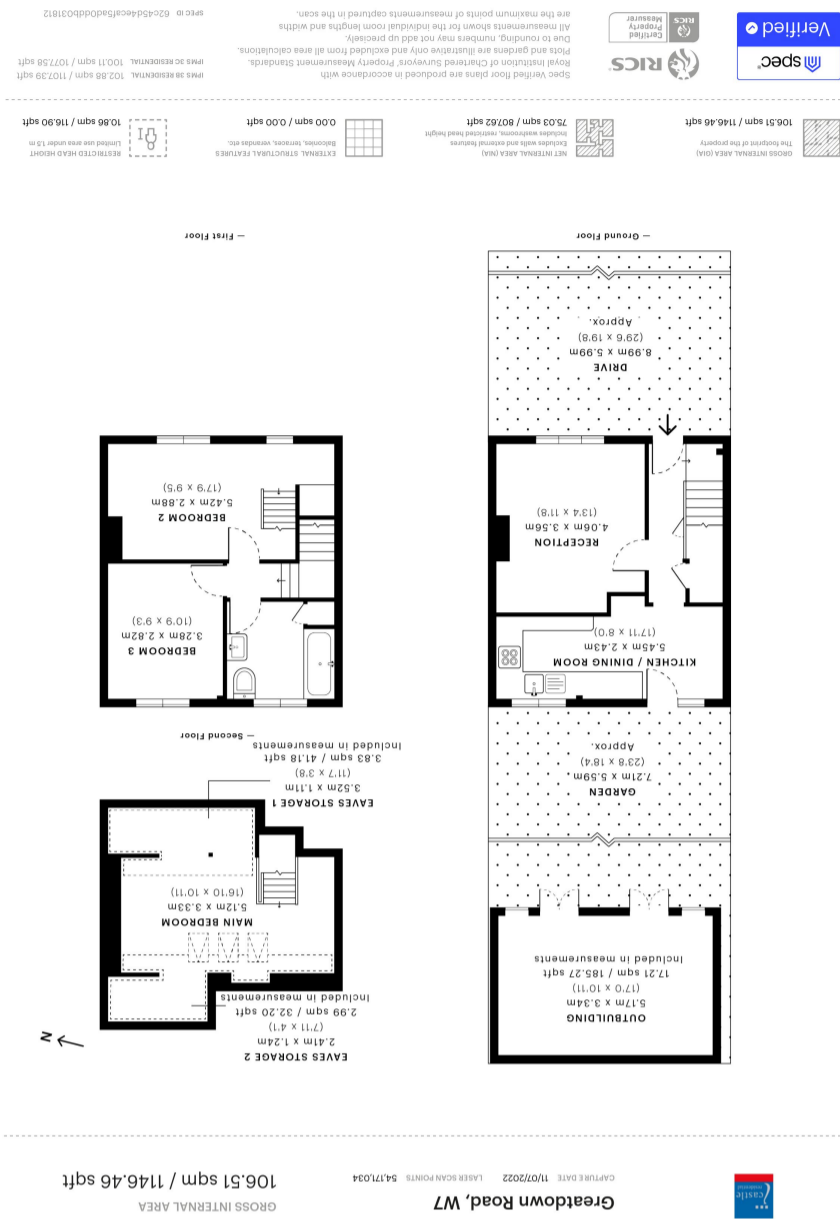 castle
residential
Greatdown Road, W7
CAPTURE DATE 11/07/2022 LASER SCAN POINTS 54,171,034
GROSS INTERNAL AREA
106.51 sqm / 1146.46 sqft
N
OUTBUILDING
5.17m x 3.34m
(17'0 x 10'11)
17.21 sqm / 185.27 sqft
Included in measurements
GARDEN
7.21m x 5.59m
(23'8 x 18'4)
Approx.
KITCHEN / DINING ROOM
5.45m x 2.43m
(17'11 x 8'0)
RECEPTION
4.06m x 3.56m
(13'4 x 11'8)
DRIVE
8.99m x 5.99m
(29'6 x 19'8)
Approx.
— Ground Floor
EAVES STORAGE 2
2.41m x 1.24m
(7'11 x 4'1)
2.99 sqm / 32.20 sqft
Included in measurements
MAIN BEDROOM
5.12m x 3.33m
(16'10 x 10'11)
EAVES STORAGE 1
3.52m x 1.11m
(11'7 x 3'8)
3.83 sqm / 41.18 sqft
Included in measurements
— Second Floor
BEDROOM 3
3.28m x 2.82m
(10'9 x 9'3)
BEDROOM 2
5.42m x 2.88m
(17'9 x 9'5)
— First Floor
GROSS INTERNAL AREA (GIA)
The footprint of the property
106.51 sqm / 1146.46 sqft
NET INTERNAL AREA (NIA)
Excludes walls and external features
Includes washrooms, restricted head height
75.03 sqm / 807.62 sqft
EXTERNAL STRUCTURAL FEATURES
Balconies, terraces, verandas etc.
0.00 sqm / 0.00 sqft
RESTRICTED HEAD HEIGHT
Limited use area under 1.5 m
10.86 sqm / 116.90 sqft
spec
Verified
RICS
RICS
Certified
Property
Measurer
Spec Verified floor plans are produced in accordance with
Royal Institution of Chartered Surveyors' Property Measurement Standards.
Plots and gardens are illustrative only and excluded from all area calculations.
Due to rounding, numbers may not add up precisely.
All measurements shown for the individual room lengths and widths
are the maximum points of measurements captured in the scan.
IPMS 3B RESIDENTIAL 102.88 sqm / 1107.39 sqft
IPMS 3C RESIDENTIAL 100.11 sqm / 1077.58 sqft
SPEC ID 62c45d4ecaf5ad0ddb031812